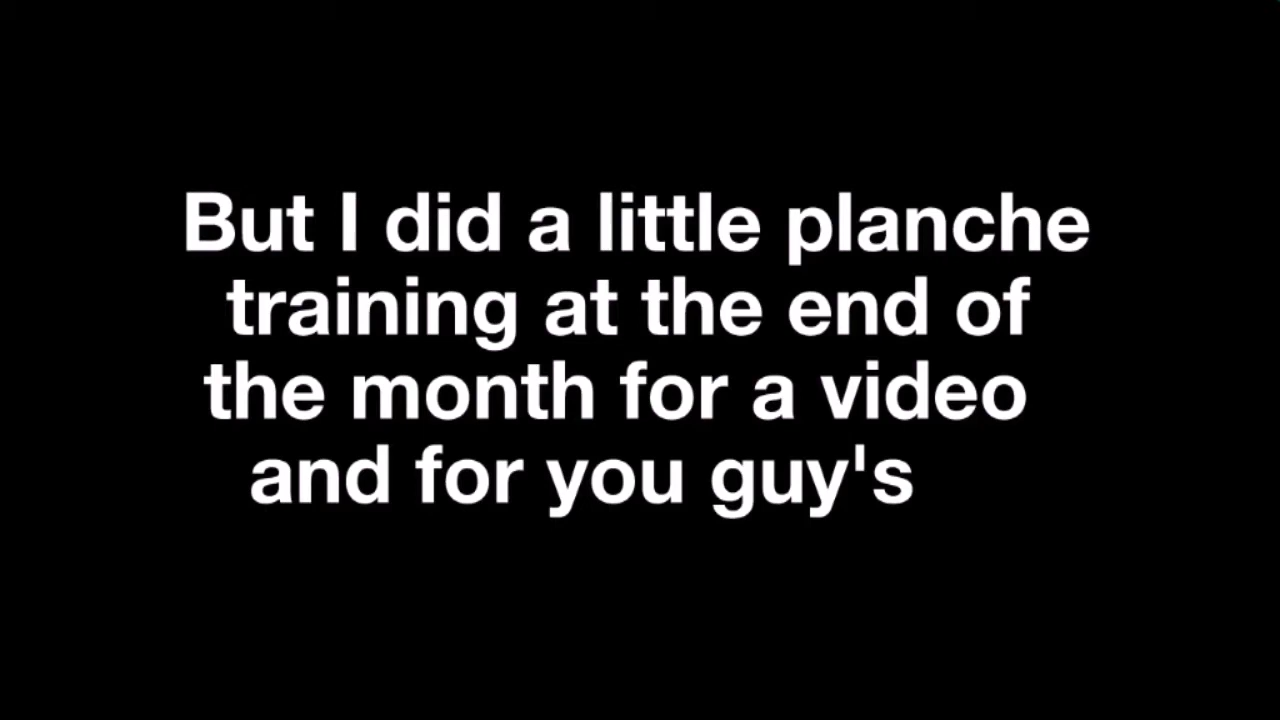 But I did a little planche
training at the end of
the month for a video
and for you guy's